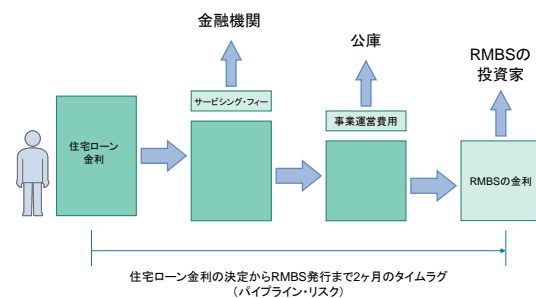 金融機関
公庫
RMBSの
投資家
サービシング・フィー
事業運営費用
住宅ローン
金利
RMBSの金利
住宅ローン金利の決定からRMBS発行まで2ヶ月のタイムラグ
（パイプライン・リスク）